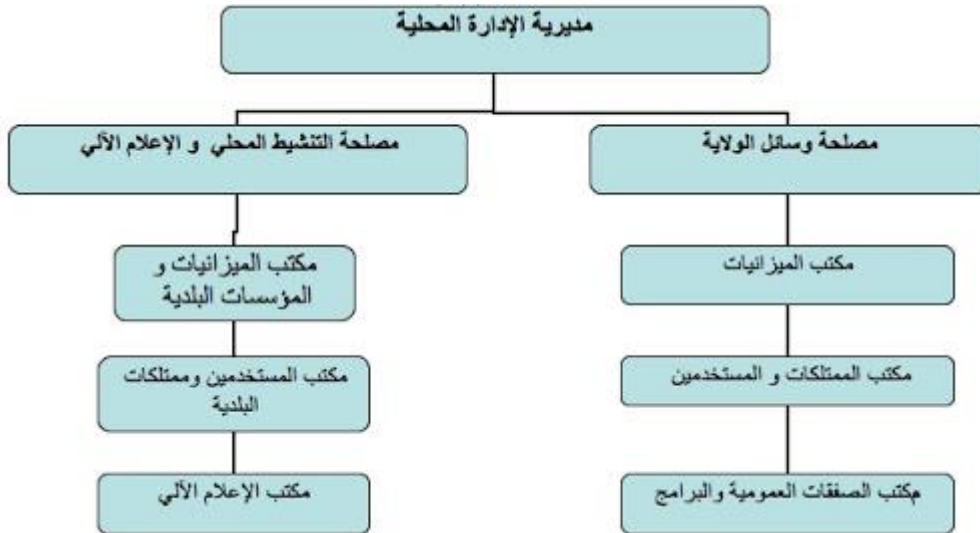 مديرية الإدارة المحلية
مصلحة وسائل الولاية
مصلحة التنشيط المحلي و الإعلام الآلي
مكتب الميزانيات
مكتب الميزانيات و
المؤسسات البلدية
مكتب الممتلكات و المستخدمين
مكتب المستخدمين وممتلكات
البلدية
مكتب الصفقات العمومية والبرامج
مكتب الإعلام الآلي